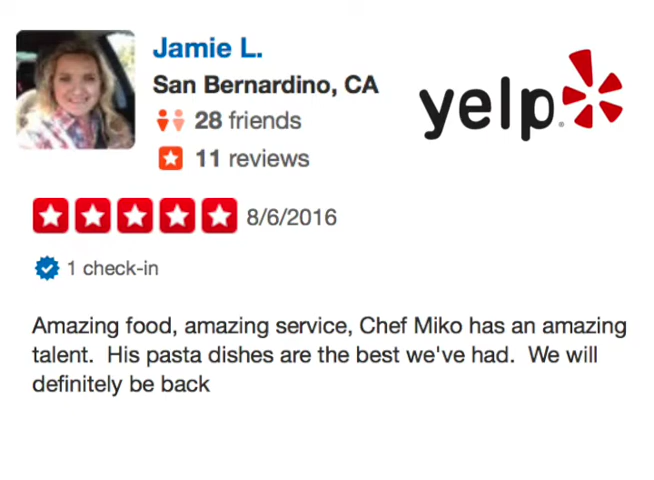 Jamie L.
San Bernardino, CA
28 friends
11 reviews
yelp
8/6/2016
1 check-in
Amazing food, amazing service, Chef Miko has an amazing
talent.  His pasta dishes are the best we've had.  We will
definitely be back